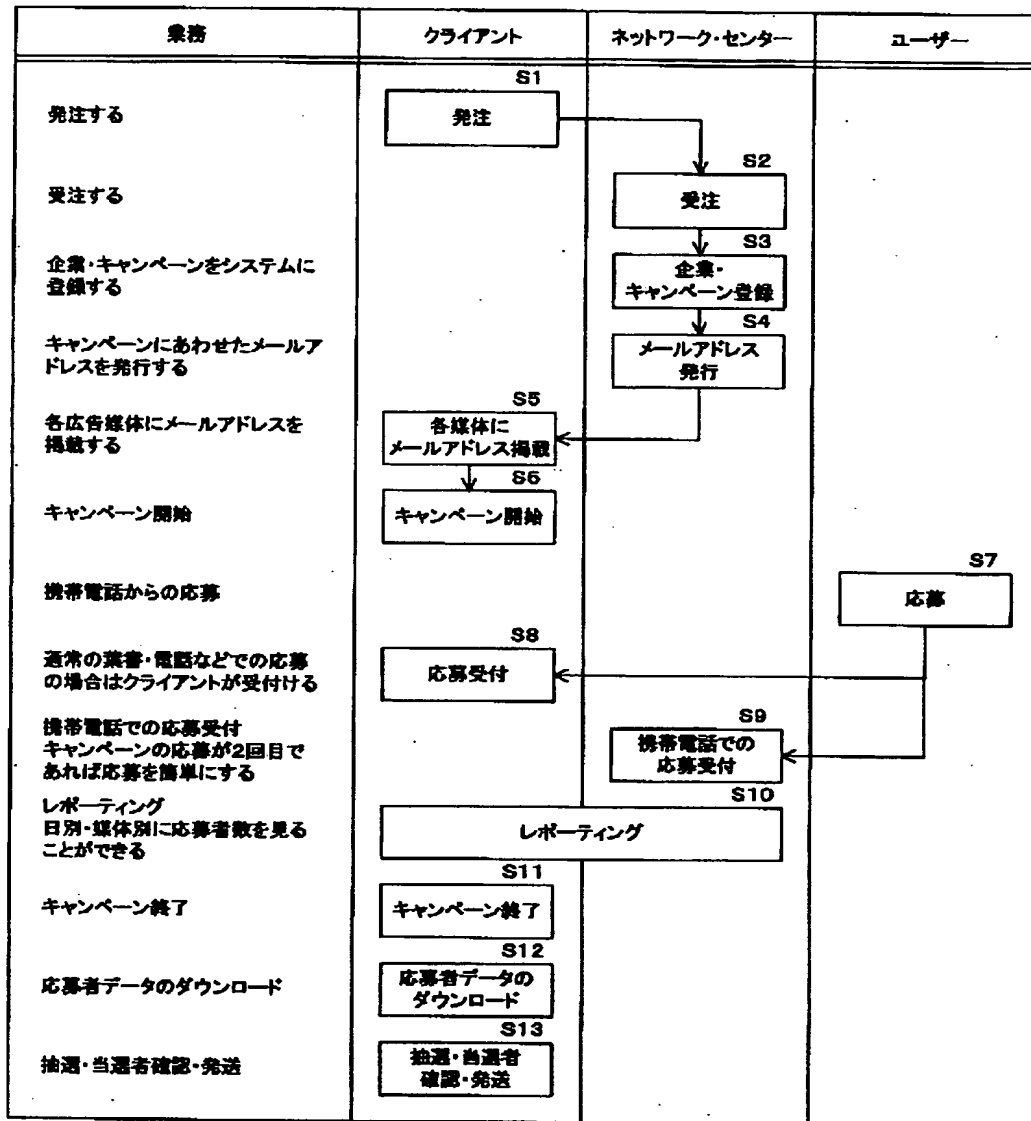 業務
クライアント
ネットワーク・センター
ユーザー
発注する
S1
発注
S2
受注する
受注
S3
企業・キャンペーンをシステムに
登録する
企業・
キャンペーン登録
S4
キャンペーンにあわせたメールア
ドレスを発行する
メールアドレス
発行
S5
各広告媒体にメールアドレスを
掲載する
各媒体に
メールアドレス掲載
S6
キャンペーン開始
キャンペーン開始
S7
携帯電話からの応募
応募
S8
通常の葉書・電話などでの応募
の場合はクライアントが受付ける
応募受付
S9
携帯電話での応募受付
キャンペーンの応募が2回目で
あれば応募を簡単にする
携帯電話での
応募受付
S10
レポーティング
日別・媒体別に応募者数を見る
ことができる
レポーティング
S11
キャンペーン終了
キャンペーン終了
S12
応募者データのダウンロード
応募者データの
ダウンロード
S13
抽選・当選者確認・発送
抽選・当選者
確認・発送